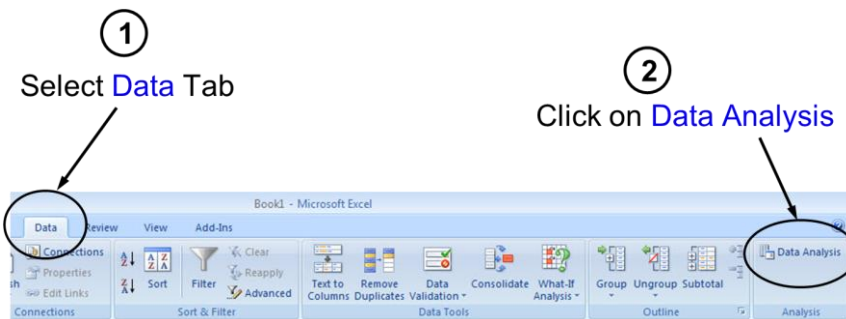 1
Select Data Tab
2
Click on Data Analysis
Book1 - Microsoft Excel
Data Review View Add-Ins
Connections
Properties
Edit Links
Connections
Sort
Filter
Clear
Reapply
Advanced
Sort & Filter
Text to Columns
Remove Duplicates
Data Validation
Consolidate
What-If Analysis
Data Tools
Group
Ungroup
Subtotal
Outline
Data Analysis
Analysis